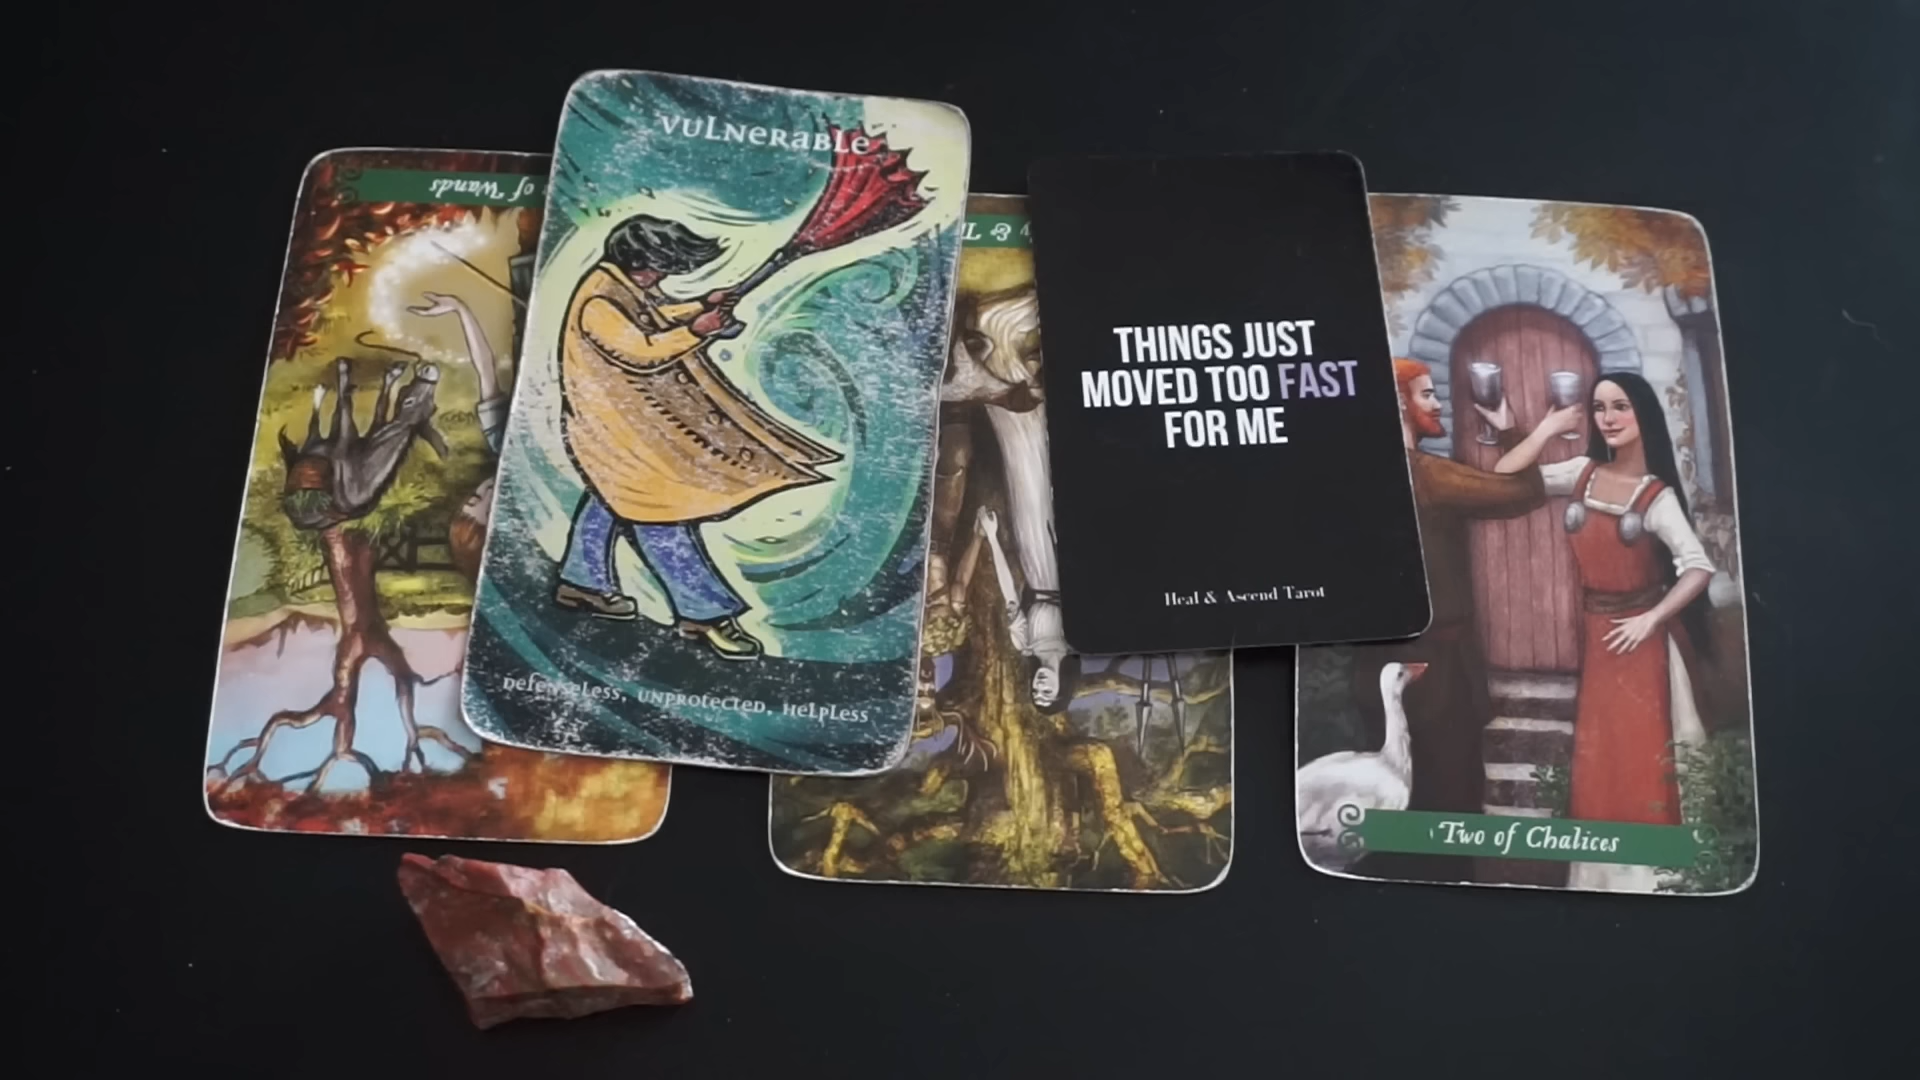 of Wands
VULNERABLE
DEFENSELESS, UNPROTECTED, HELPLESS
THINGS JUST
MOVED TOO FAST
FOR ME
Heal & Ascend Tarot
Two of Chalices